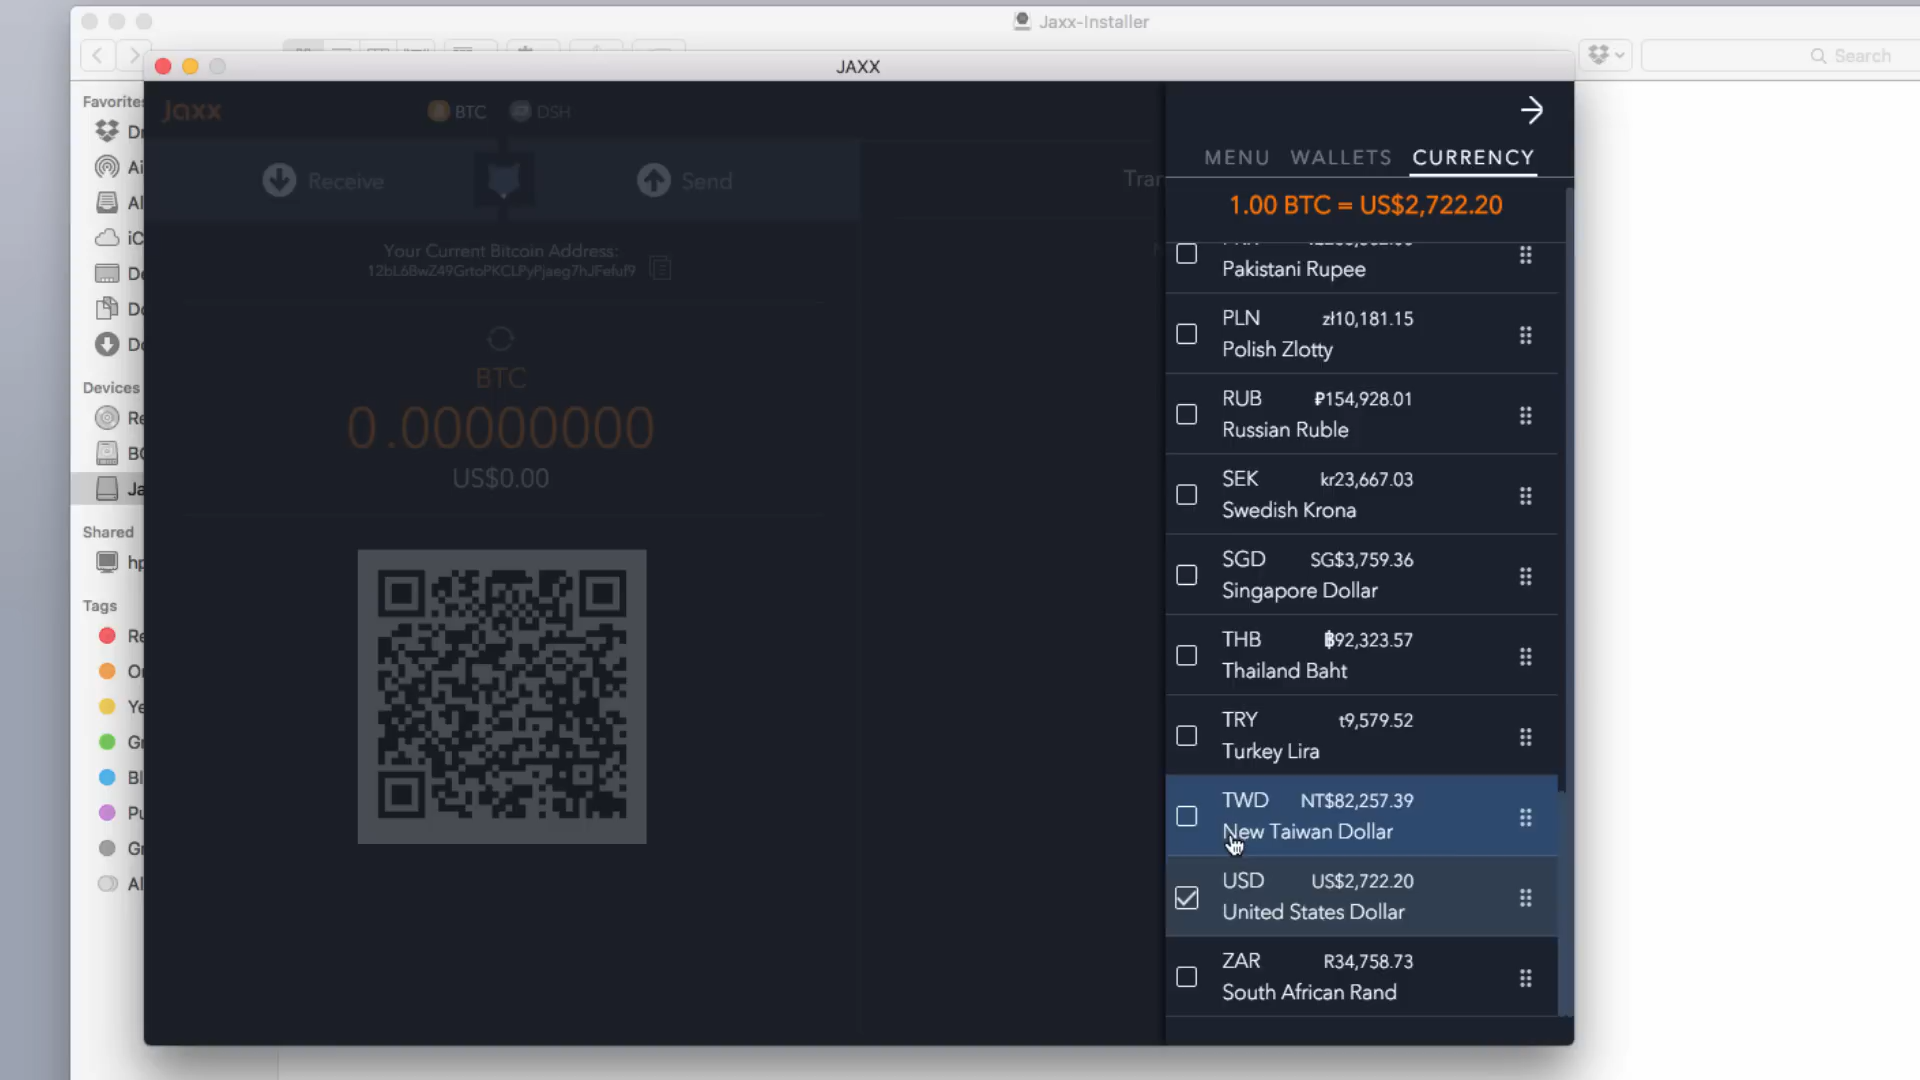 Jaxx-Installer
Search
JAXX
Favorites
Jaxx
BTC
DSH
Receive
Send
Your Current Bitcoin Address:
BTC
0.00000000
US$0.00
Devices
Shared
Tags
MENU
WALLETS
CURRENCY
1.00 BTC = US$2,722.20
Pakistani Rupee
PLN zł10,181.15
Polish Zlotty
RUB ₽154,928.01
Russian Ruble
SEK kr23,667.03
Swedish Krona
SGD SG$3,759.36
Singapore Dollar
THB ฿92,323.57
Thailand Baht
TRY t9,579.52
Turkey Lira
TWD NT$82,257.39
New Taiwan Dollar
USD US$2,722.20
United States Dollar
ZAR R34,758.73
South African Rand